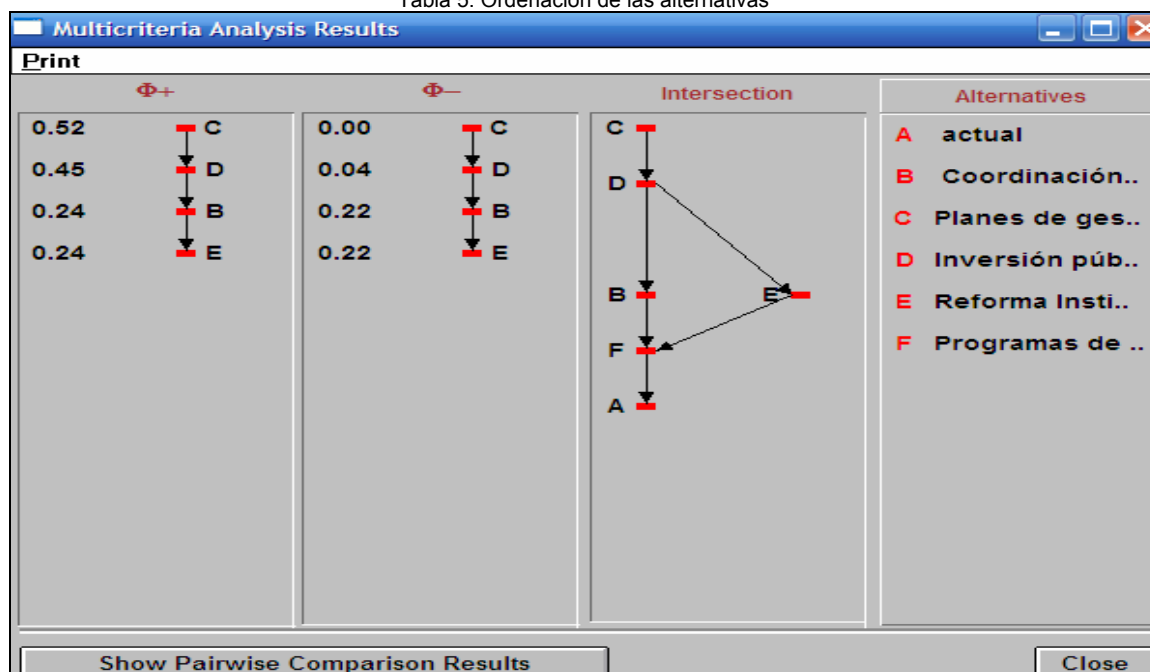 Tabla 5. Ordenación de las alternativas
Multicriteria Analysis Results
Print
Φ+
0.52 C
0.45 D
0.24 B
0.24 E
Φ–
0.00 C
0.04 D
0.22 B
0.22 E
Intersection
C
D
B E
F
A
Alternatives
A actual
B Coordinación..
C Planes de ges..
D Inversión púb..
E Reforma Insti..
F Programas de ..
Show Pairwise Comparison Results
Close